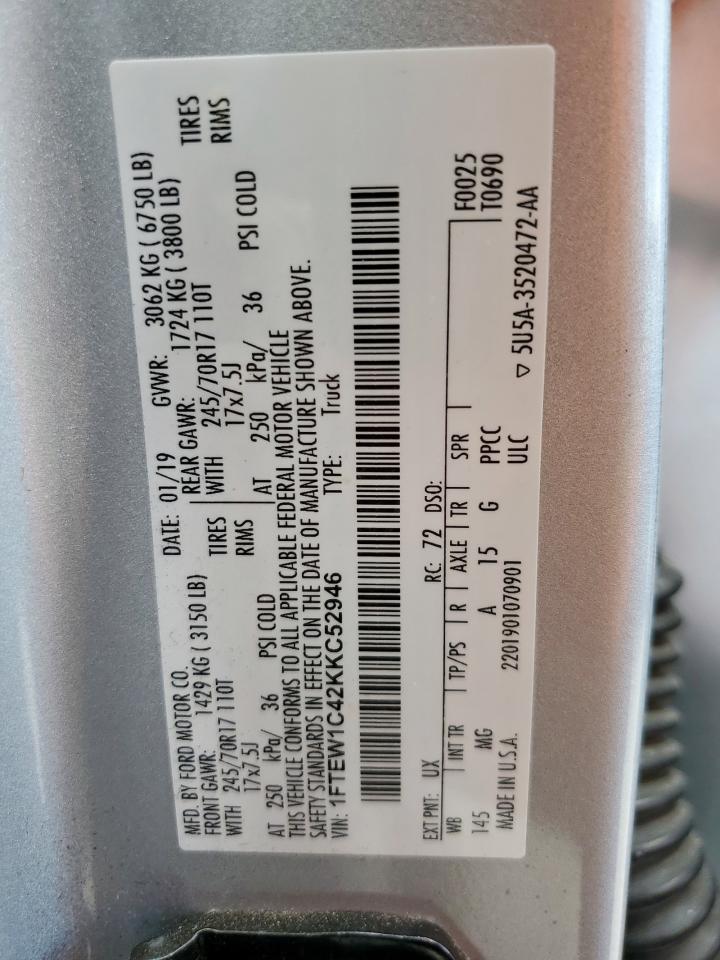 MFD. BY FORD MOTOR CO. DATE: 01/19 GVWR: 3062 KG ( 6750 LB)
FRONT GAWR: 1429 KG ( 3150 LB) REAR GAWR: 1724 KG ( 3800 LB)
WITH 245/70R17 110T TIRES WITH 245/70R17 110T TIRES
17x7.5J RIMS 17x7.5J RIMS
AT 250 kPa/ 36 PSI COLD AT 250 kPa/ 36 PSI COLD
THIS VEHICLE CONFORMS TO ALL APPLICABLE FEDERAL MOTOR VEHICLE
SAFETY STANDARDS IN EFFECT ON THE DATE OF MANUFACTURE SHOWN ABOVE.
VIN: 1FTEW1C42KKC52946 TYPE: Truck
EXT PNT: UX RC: 72 DSO: F0025
WB INT TR TP/PS R AXLE TR SPR T0690
145 MG A 15 G PPCC
MADE IN U.S.A. 2201901070901 ULC ▽ 5U5A-3520472-AA